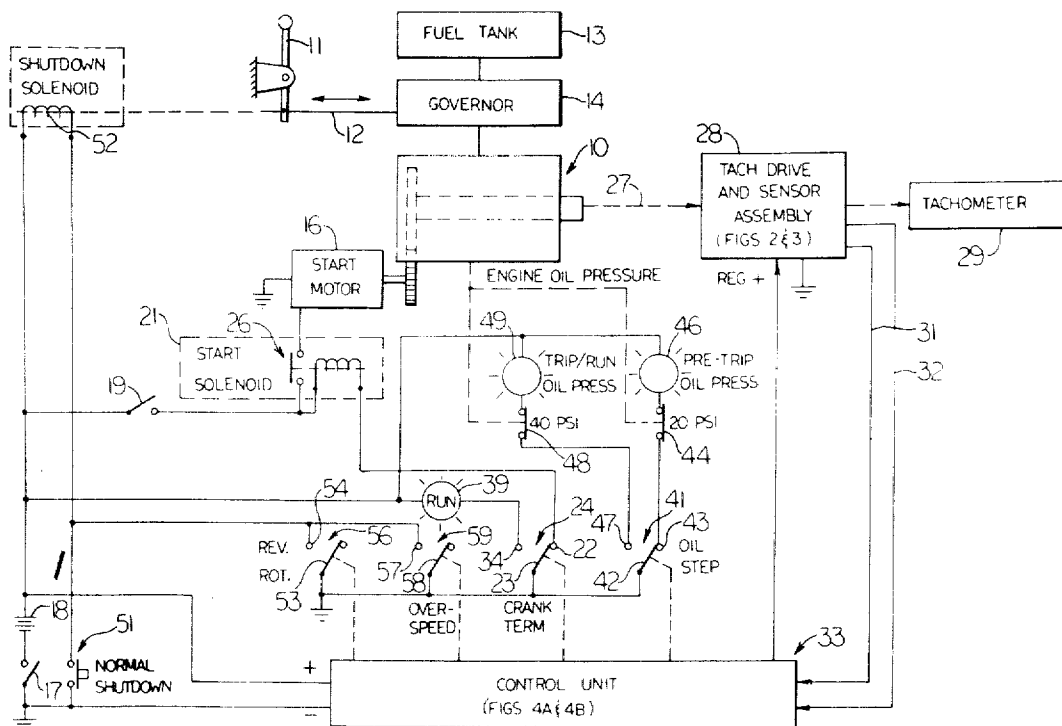 FUEL TANK
13
11
SHUTDOWN
SOLENOID
52
12
GOVERNOR
14
10
28
TACH DRIVE
AND SENSOR
ASSEMBLY
(FIGS 2 & 3)
27
TACHOMETER
29
16
START
MOTOR
ENGINE OIL PRESSURE
REG +
31
32
21
26
START
SOLENOID
49
TRIP/RUN
OIL PRESS
46
PRE-TRIP
OIL PRESS
19
40 PSI
48
20 PSI
44
RUN
39
54
56
59
24
41
REV.
ROT.
53
57
58
34
22
23
47
43
42
OIL
STEP
OVER-
SPEED
CRANK
TERM
18
51
17
NORMAL
SHUTDOWN
+
−
33
CONTROL UNIT
(FIGS 4A & 4B)